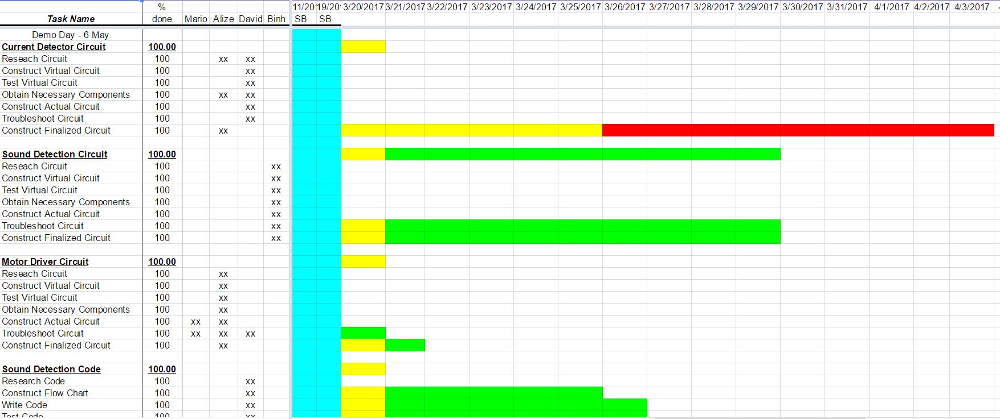 % 11/20 19/20 3/20/2017 3/21/2017 3/22/2017 3/23/2017 3/24/2017 3/25/2017 3/26/2017 3/27/2017 3/28/2017 3/29/2017 3/30/2017 3/31/2017 4/1/2017 4/2/2017 4/3/2017
Task Name done Mario Alize David Binh SB SB
Demo Day - 6 May
Current Detector Circuit 100.00
Reseach Circuit 100 xx xx
Construct Virtual Circuit 100 xx
Test Virtual Circuit 100 xx
Obtain Necessary Components 100 xx xx
Construct Actual Circuit 100 xx
Troubleshoot Circuit 100 xx
Construct Finalized Circuit 100 xx
Sound Detection Circuit 100.00
Reseach Circuit 100 xx
Construct Virtual Circuit 100 xx
Test Virtual Circuit 100 xx
Obtain Necessary Components 100 xx
Construct Actual Circuit 100 xx
Troubleshoot Circuit 100 xx
Construct Finalized Circuit 100 xx
Motor Driver Circuit 100.00
Reseach Circuit 100 xx
Construct Virtual Circuit 100 xx
Test Virtual Circuit 100 xx
Obtain Necessary Components 100 xx
Construct Actual Circuit 100 xx xx
Troubleshoot Circuit 100 xx xx xx
Construct Finalized Circuit 100 xx
Sound Detection Code 100.00
Research Code 100 xx
Construct Flow Chart 100 xx
Write Code 100 xx
Test Code 100 xx